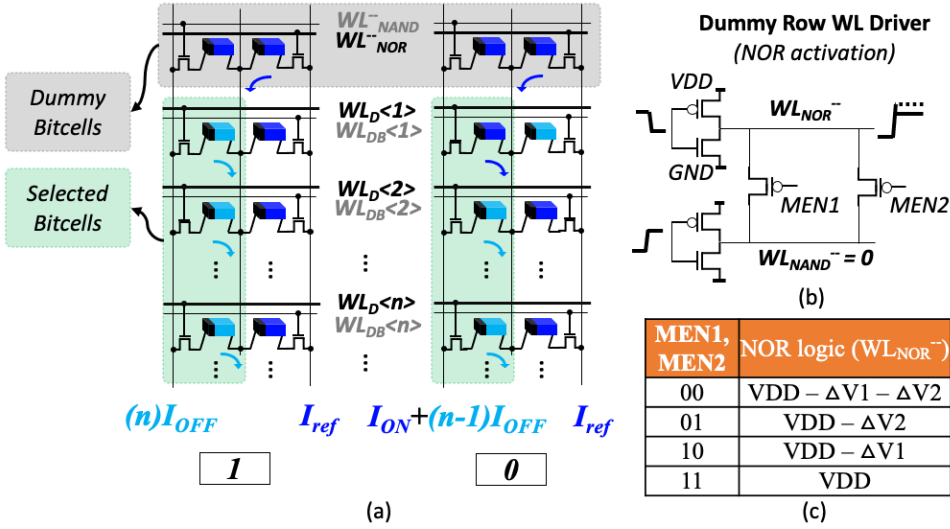 WL--NAND
WL--NOR
Dummy
Bitcells
Selected
Bitcells
WLD<1>
WLDB<1>
WLD<2>
WLDB<2>
WLD<n>
WLDB<n>
(n)IOFF
Iref
ION+(n-1)IOFF
Iref
1
0
(a)
Dummy Row WL Driver
(NOR activation)
VDD
WLNOR--
GND
MEN1
MEN2
WLNAND-- = 0
(b)
MEN1, MEN2 NOR logic (WLNOR--)
00 VDD – ΔV1 – ΔV2
01 VDD – ΔV2
10 VDD – ΔV1
11 VDD
(c)